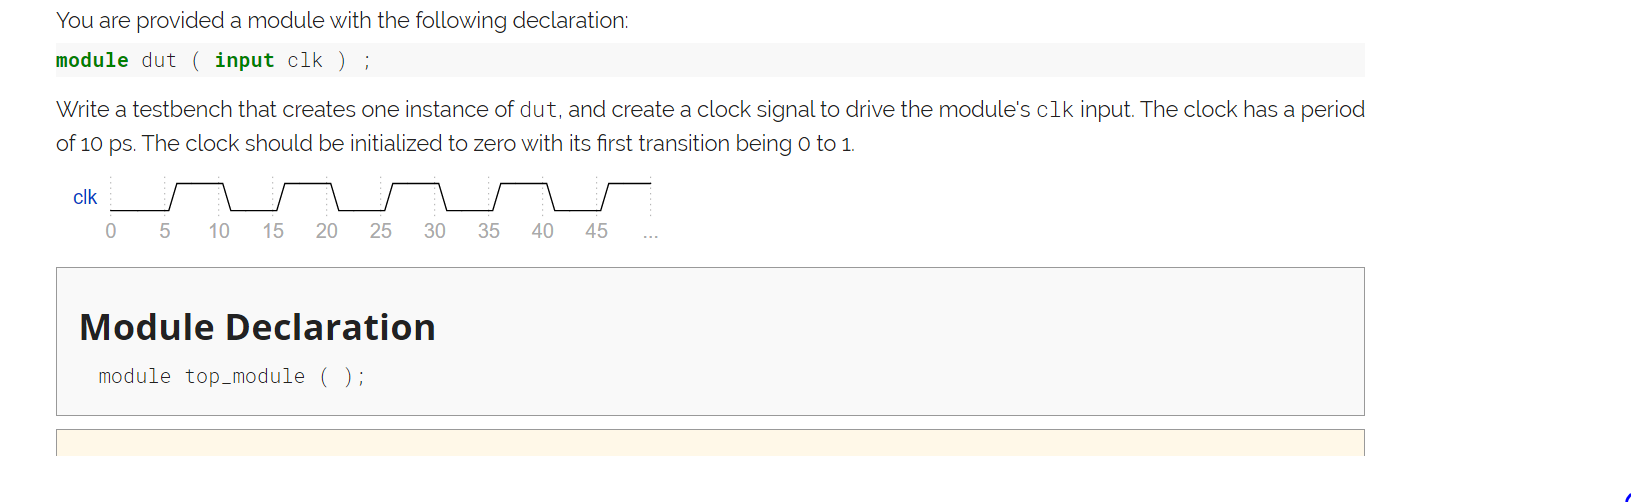 You are provided a module with the following declaration:
module dut ( input clk ) ;
Write a testbench that creates one instance of dut, and create a clock signal to drive the module's clk input. The clock has a period
of 10 ps. The clock should be initialized to zero with its first transition being 0 to 1.
clk
0 5 10 15 20 25 30 35 40 45 ...
Module Declaration
module top_module ( );